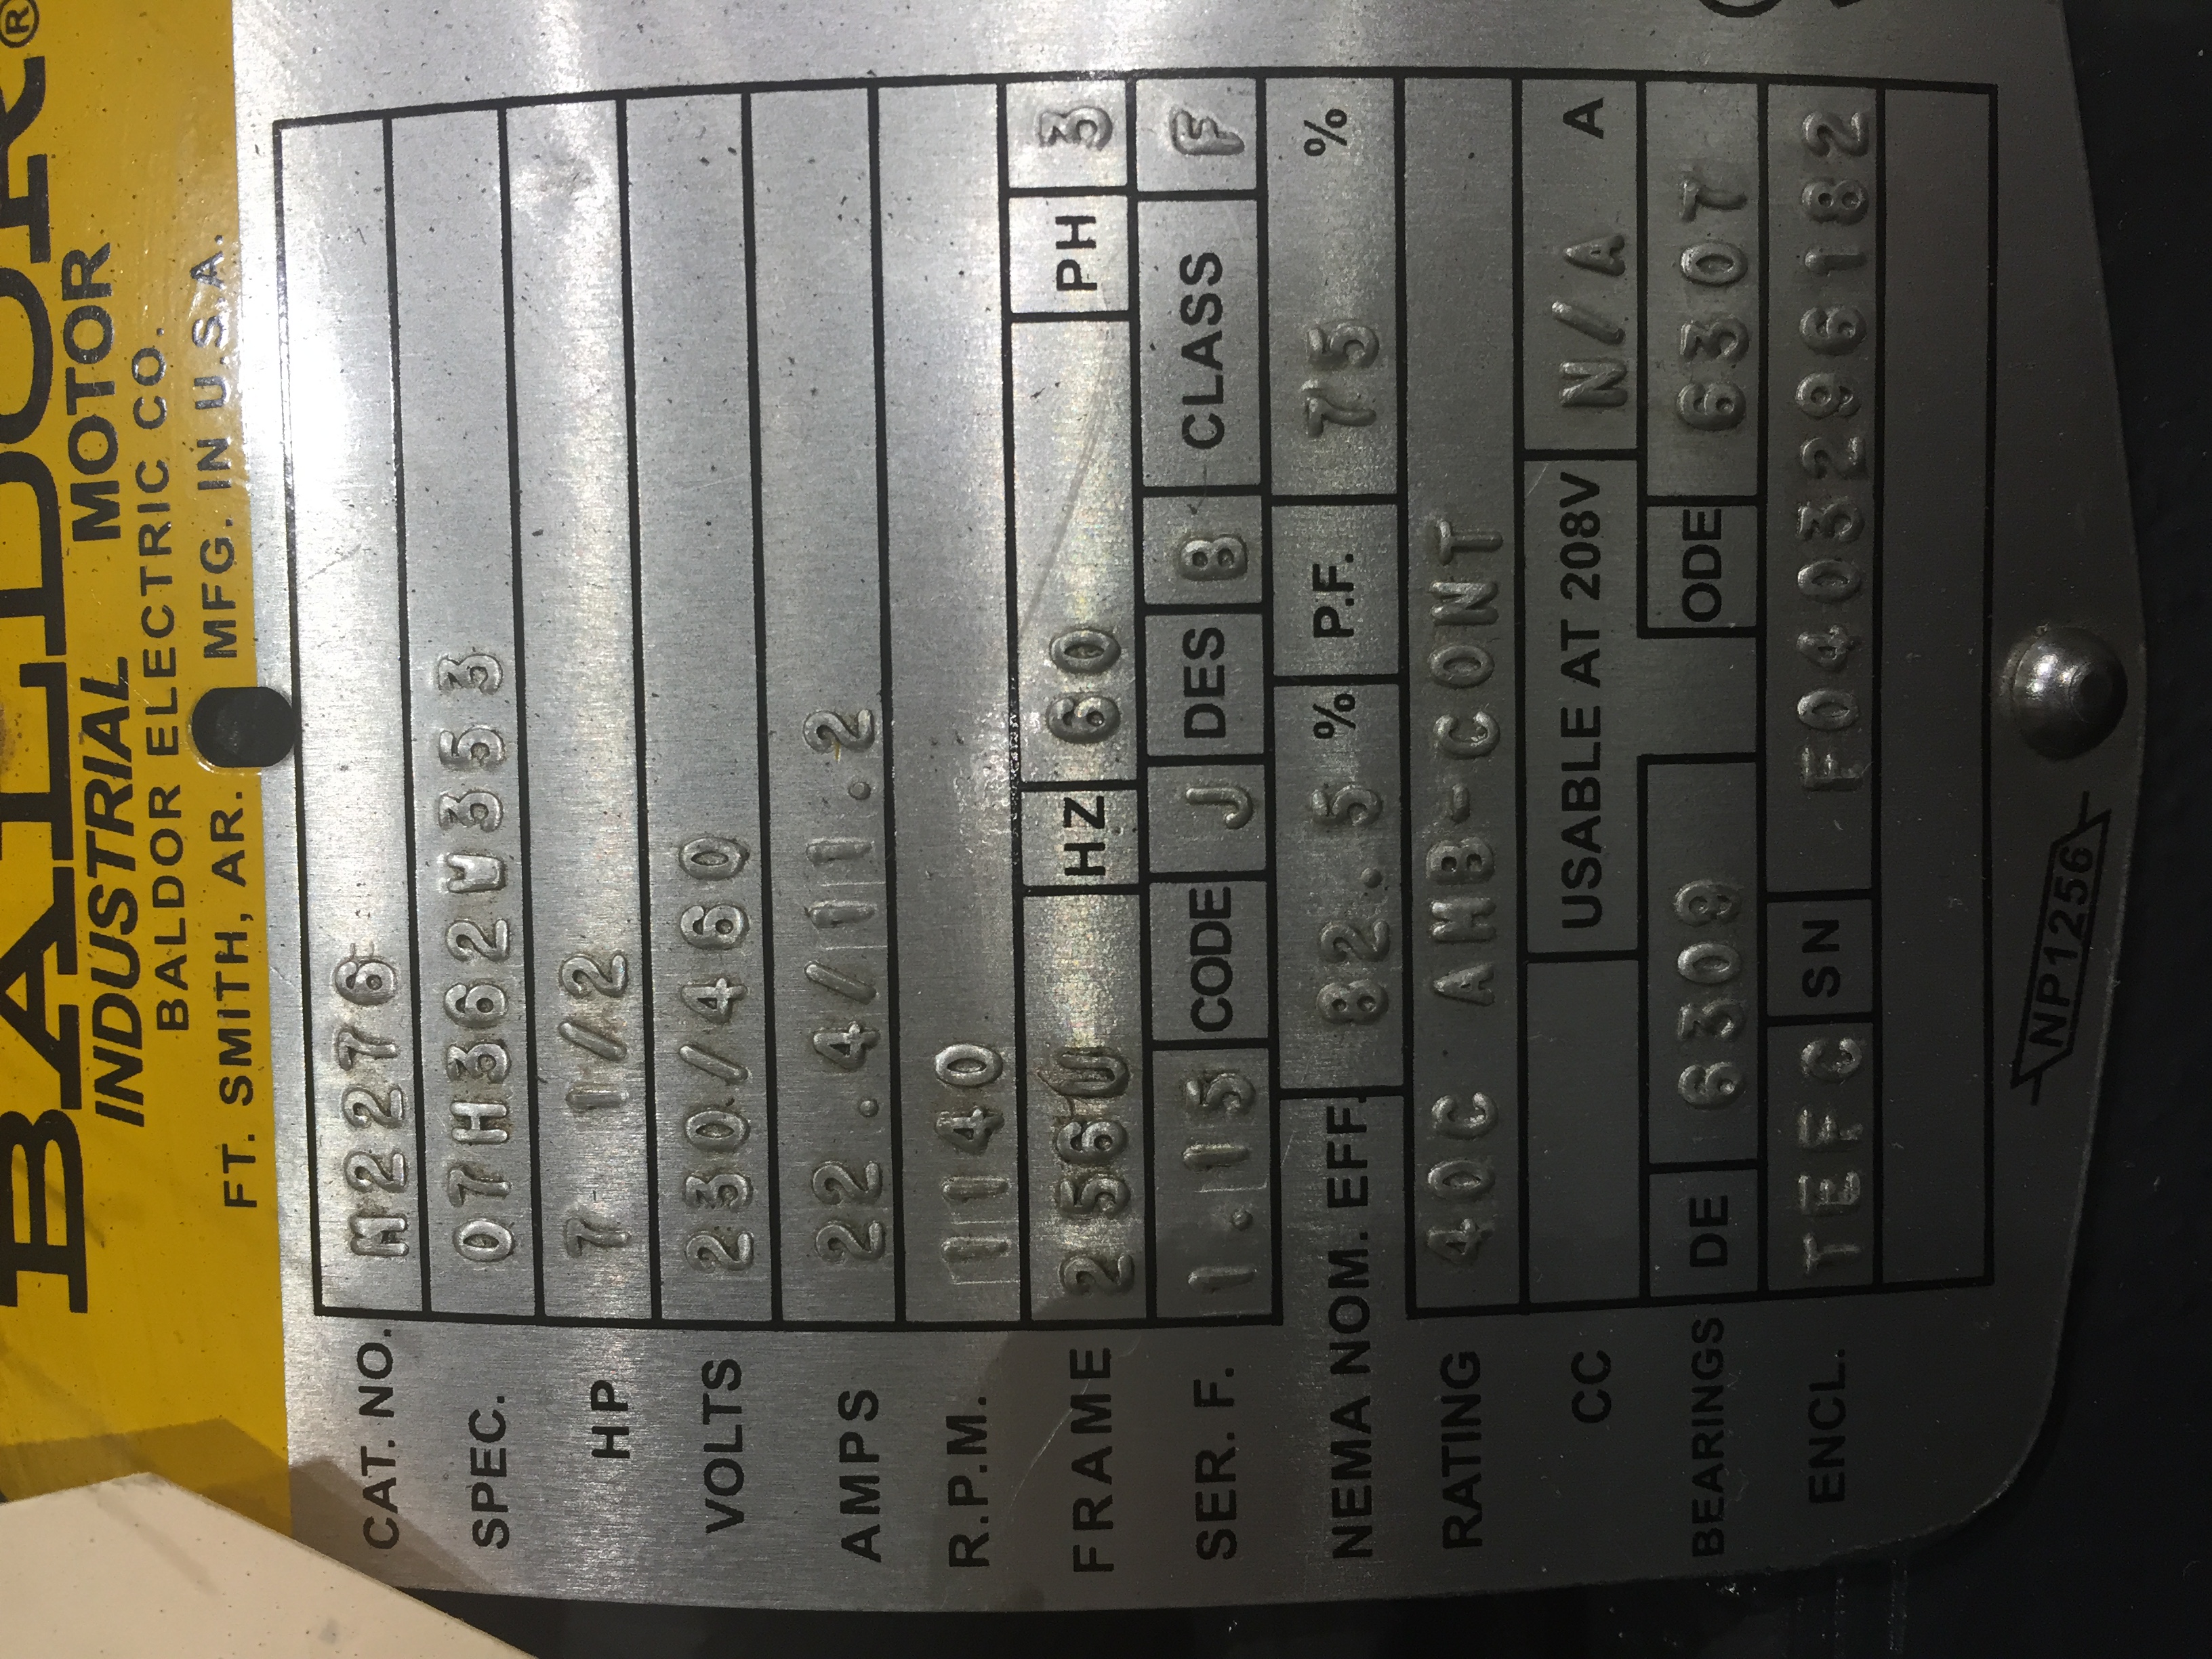 BALDOR®
INDUSTRIAL MOTOR
BALDOR ELECTRIC CO.
FT. SMITH, AR. MFG. IN U.S.A.
CAT. NO. M2276
SPEC. 07H362W353
HP 7 1/2
VOLTS 230/460
AMPS 22.4/11.2
R.P.M. 1140
FRAME 256U HZ 60 PH 3
SER. F. 1.15 CODE J DES B CLASS F
NEMA NOM. EFF. 82.5 % P.F. 75 %
RATING 40C AMB-CONT
CC USABLE AT 208V N/A A
BEARINGS DE 6309 ODE 6307
ENCL. TEFC SN F0403296182
NP1256